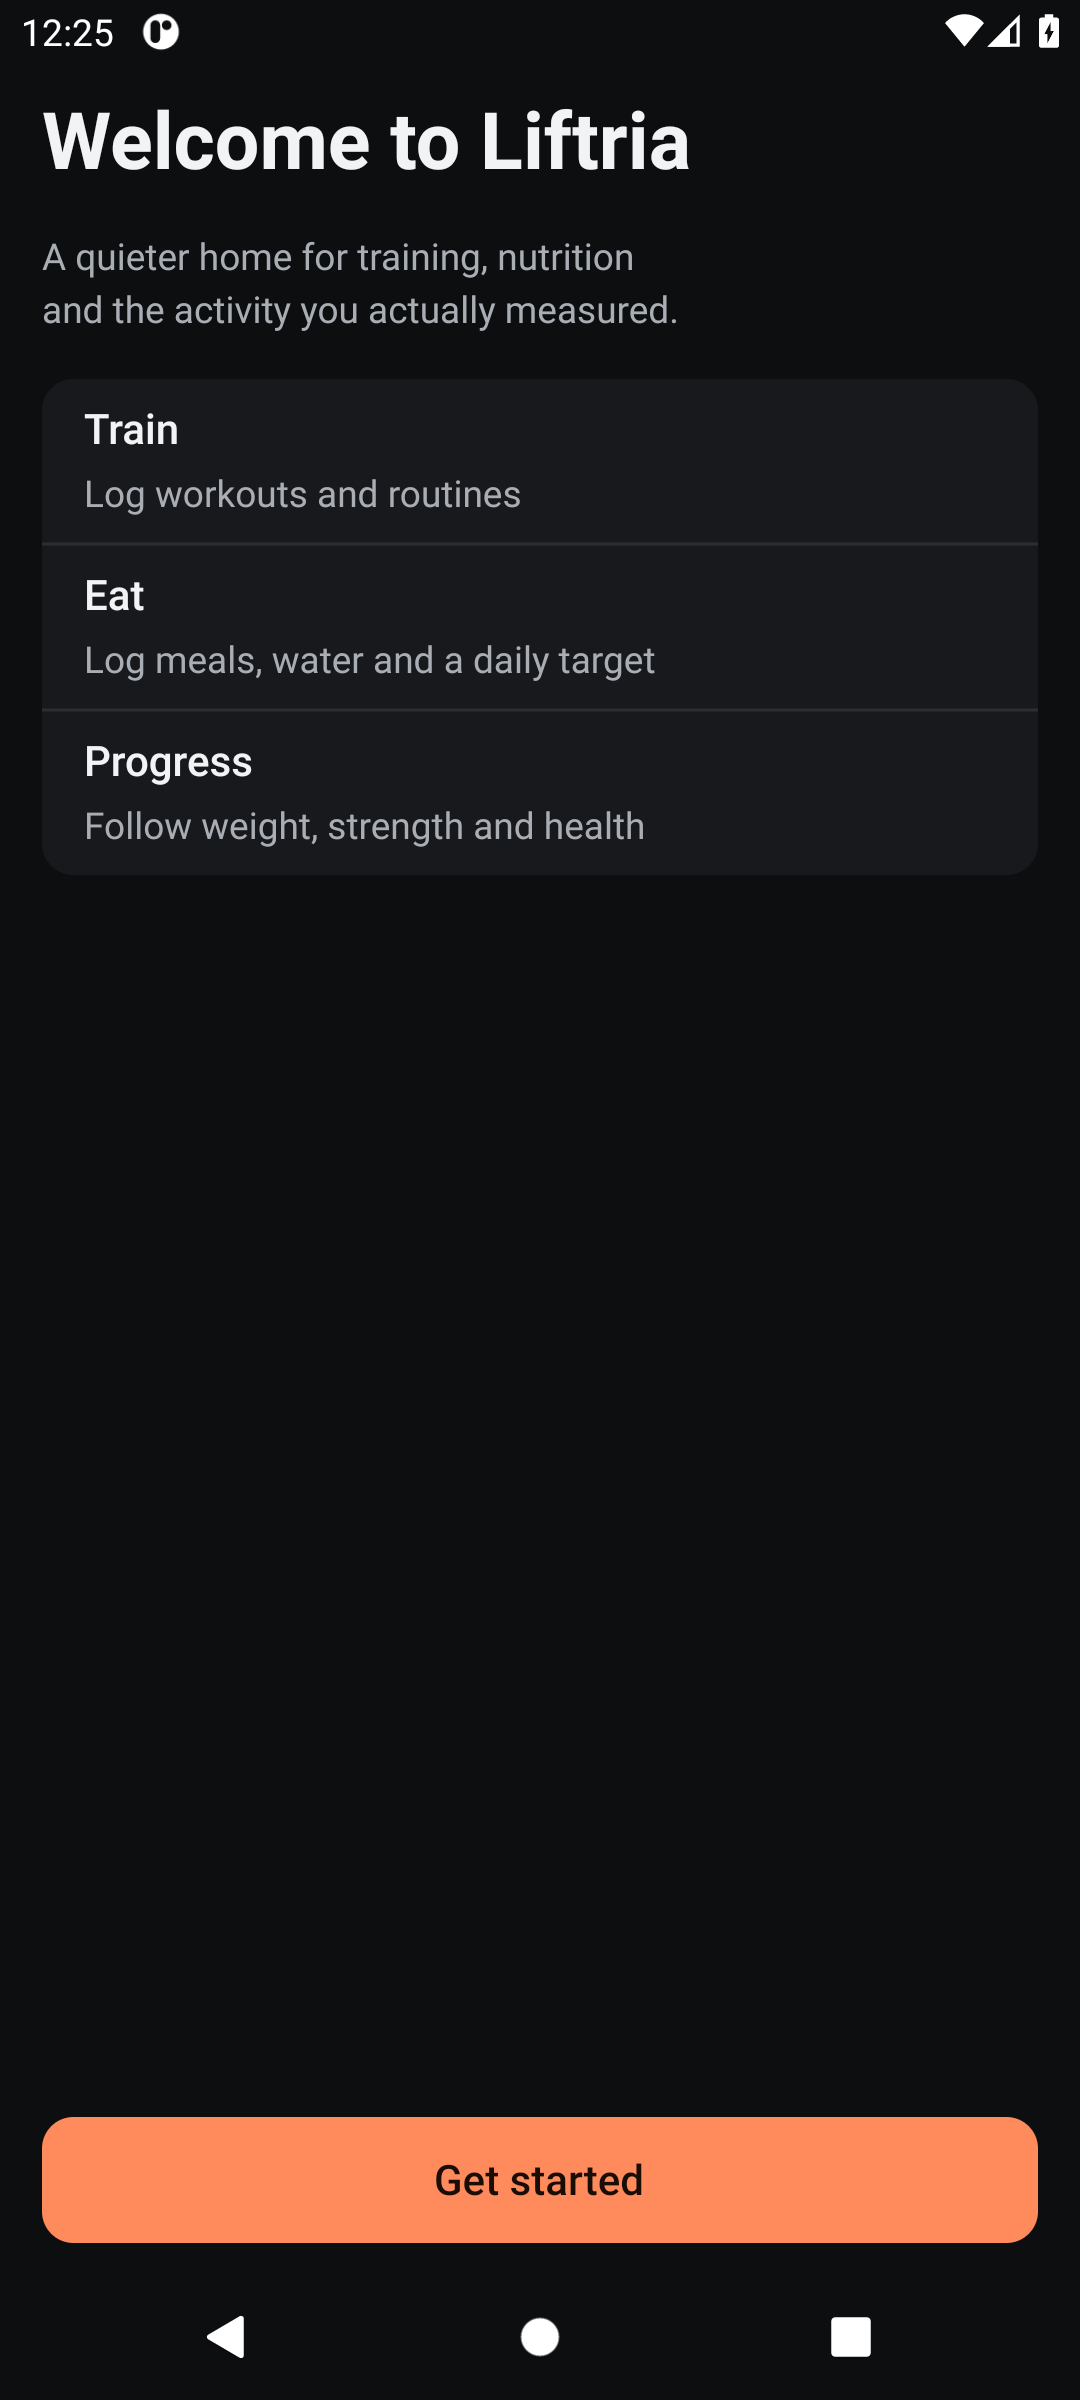 12:25
Welcome to Liftria
A quieter home for training, nutrition
and the activity you actually measured.
Train
Log workouts and routines
Eat
Log meals, water and a daily target
Progress
Follow weight, strength and health
Get started